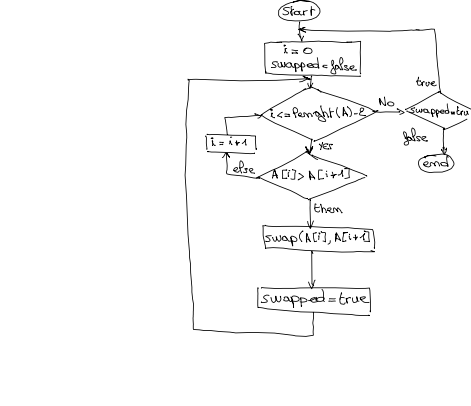 Start
i = 0
swapped = false
i <= lenght(A)-2
No
swapped=tru
true
false
end
yes
i = i+1
else
A[i] > A[i+1]
then
swap(A[i], A[i+1]
swapped = true